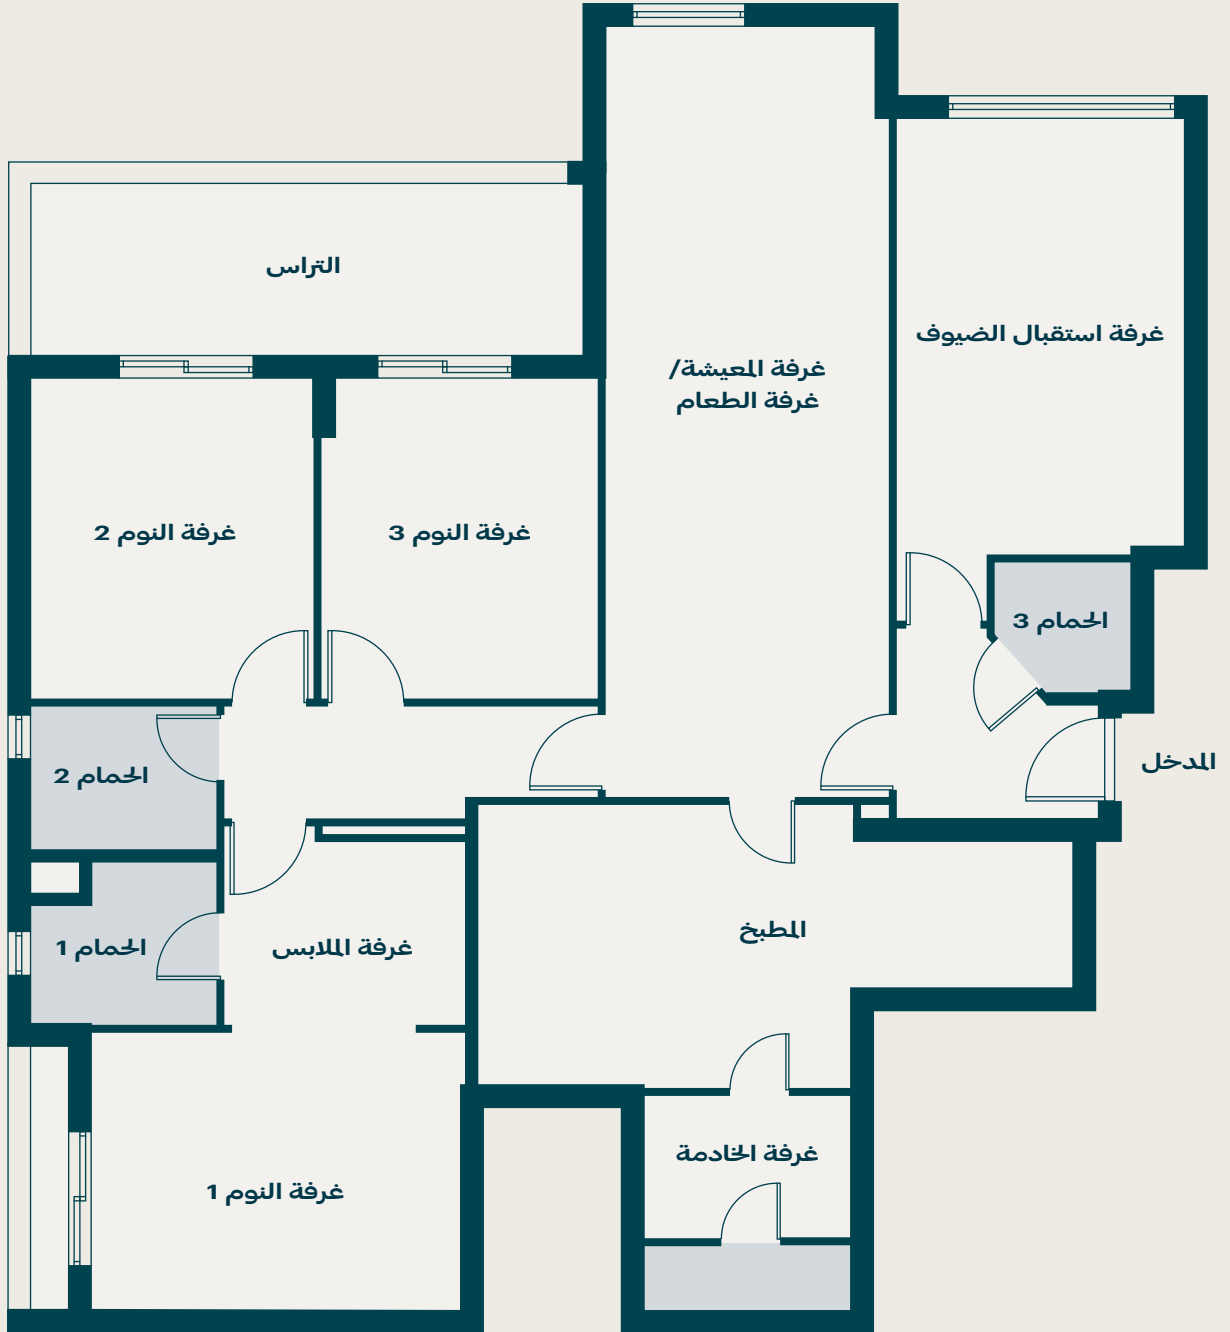 التراس
غرفة استقبال الضيوف
غرفة المعيشة/
غرفة الطعام
غرفة النوم 3
غرفة النوم 2
الحمام 3
المدخل
الحمام 2
المطبخ
غرفة الملابس
الحمام 1
غرفة الخادمة
غرفة النوم 1